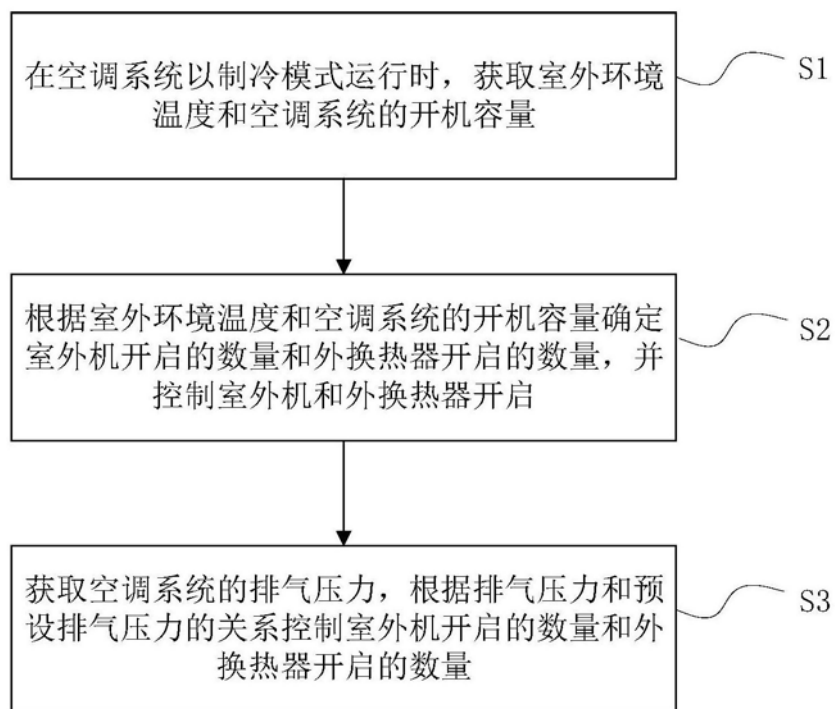 在空调系统以制冷模式运行时，获取室外环境
温度和空调系统的开机容量
S1
根据室外环境温度和空调系统的开机容量确定
室外机开启的数量和外换热器开启的数量，并
控制室外机和外换热器开启
S2
获取空调系统的排气压力，根据排气压力和预
设排气压力的关系控制室外机开启的数量和外
换热器开启的数量
S3